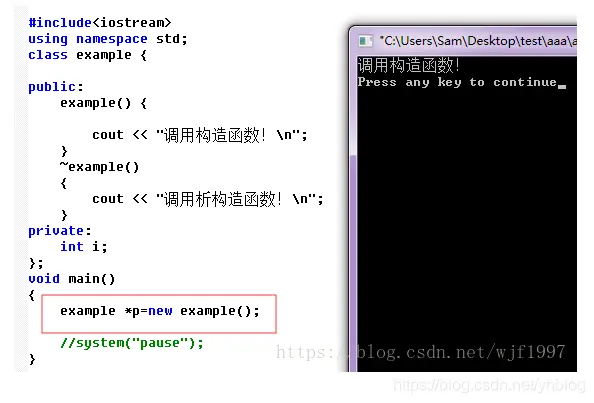 #include<iostream>
using namespace std;
class example {
public:
    example() {
        cout << "调用构造函数! \n";
    }
    ~example()
    {
        cout << "调用析构造函数! \n";
    }
private:
    int i;
};
void main()
{
    example *p=new example();
    //system("pause");
}
"C:\Users\Sam\Desktop\test\aaa\a
调用构造函数!
Press any key to continue_
https://blog.csdn.net/wjf1997
https://blog.csdn.net/ynblog